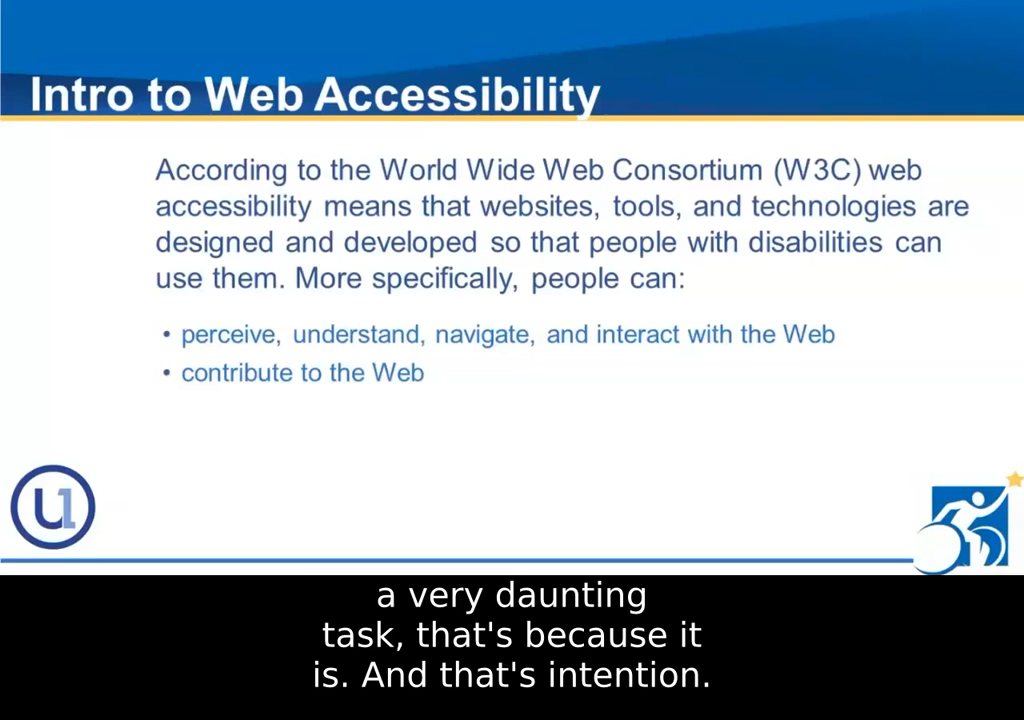 Intro to Web Accessibility
According to the World Wide Web Consortium (W3C) web
accessibility means that websites, tools, and technologies are
designed and developed so that people with disabilities can
use them. More specifically, people can:
• perceive, understand, navigate, and interact with the Web
• contribute to the Web
U1
a very daunting
task, that's because it
is. And that's intention.